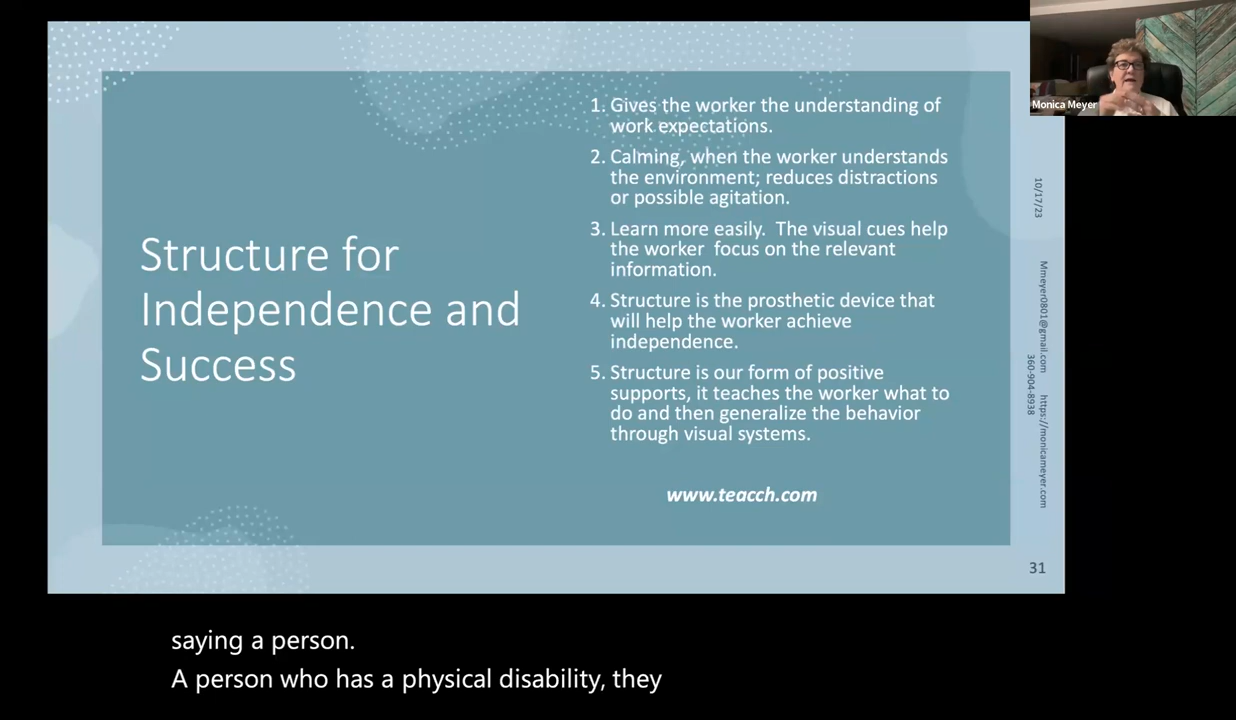 Structure for
Independence and
Success
1. Gives the worker the understanding of
work expectations.
2. Calming, when the worker understands
the environment; reduces distractions
or possible agitation.
3. Learn more easily.  The visual cues help
the worker  focus on the relevant
information.
4. Structure is the prosthetic device that
will help the worker achieve
independence.
5. Structure is our form of positive
supports, it teaches the worker what to
do and then generalize the behavior
through visual systems.
www.teacch.com
Monica Meyer
10/17/23
Mmeyer0801@gmail.com https://monicameyer.com
360-904-8938
31
saying a person.
A person who has a physical disability, they